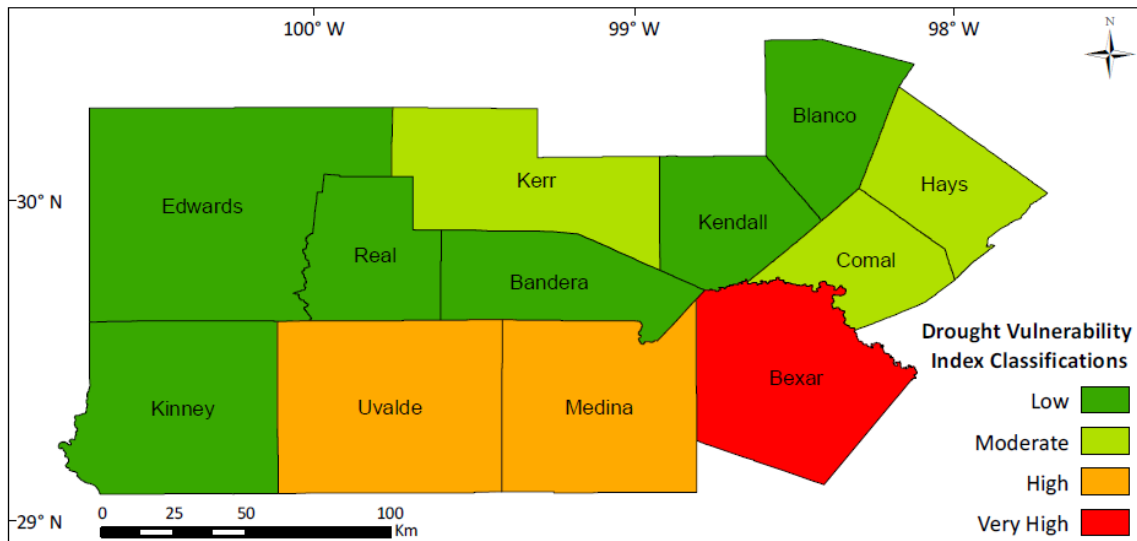 100° W
99° W
98° W
N
Blanco
Kerr
Hays
30° N
Edwards
Kendall
Real
Comal
Bandera
Drought Vulnerability
Index Classifications
Bexar
Kinney
Uvalde
Medina
Low
Moderate
High
Very High
0 25 50 100
Km
29° N